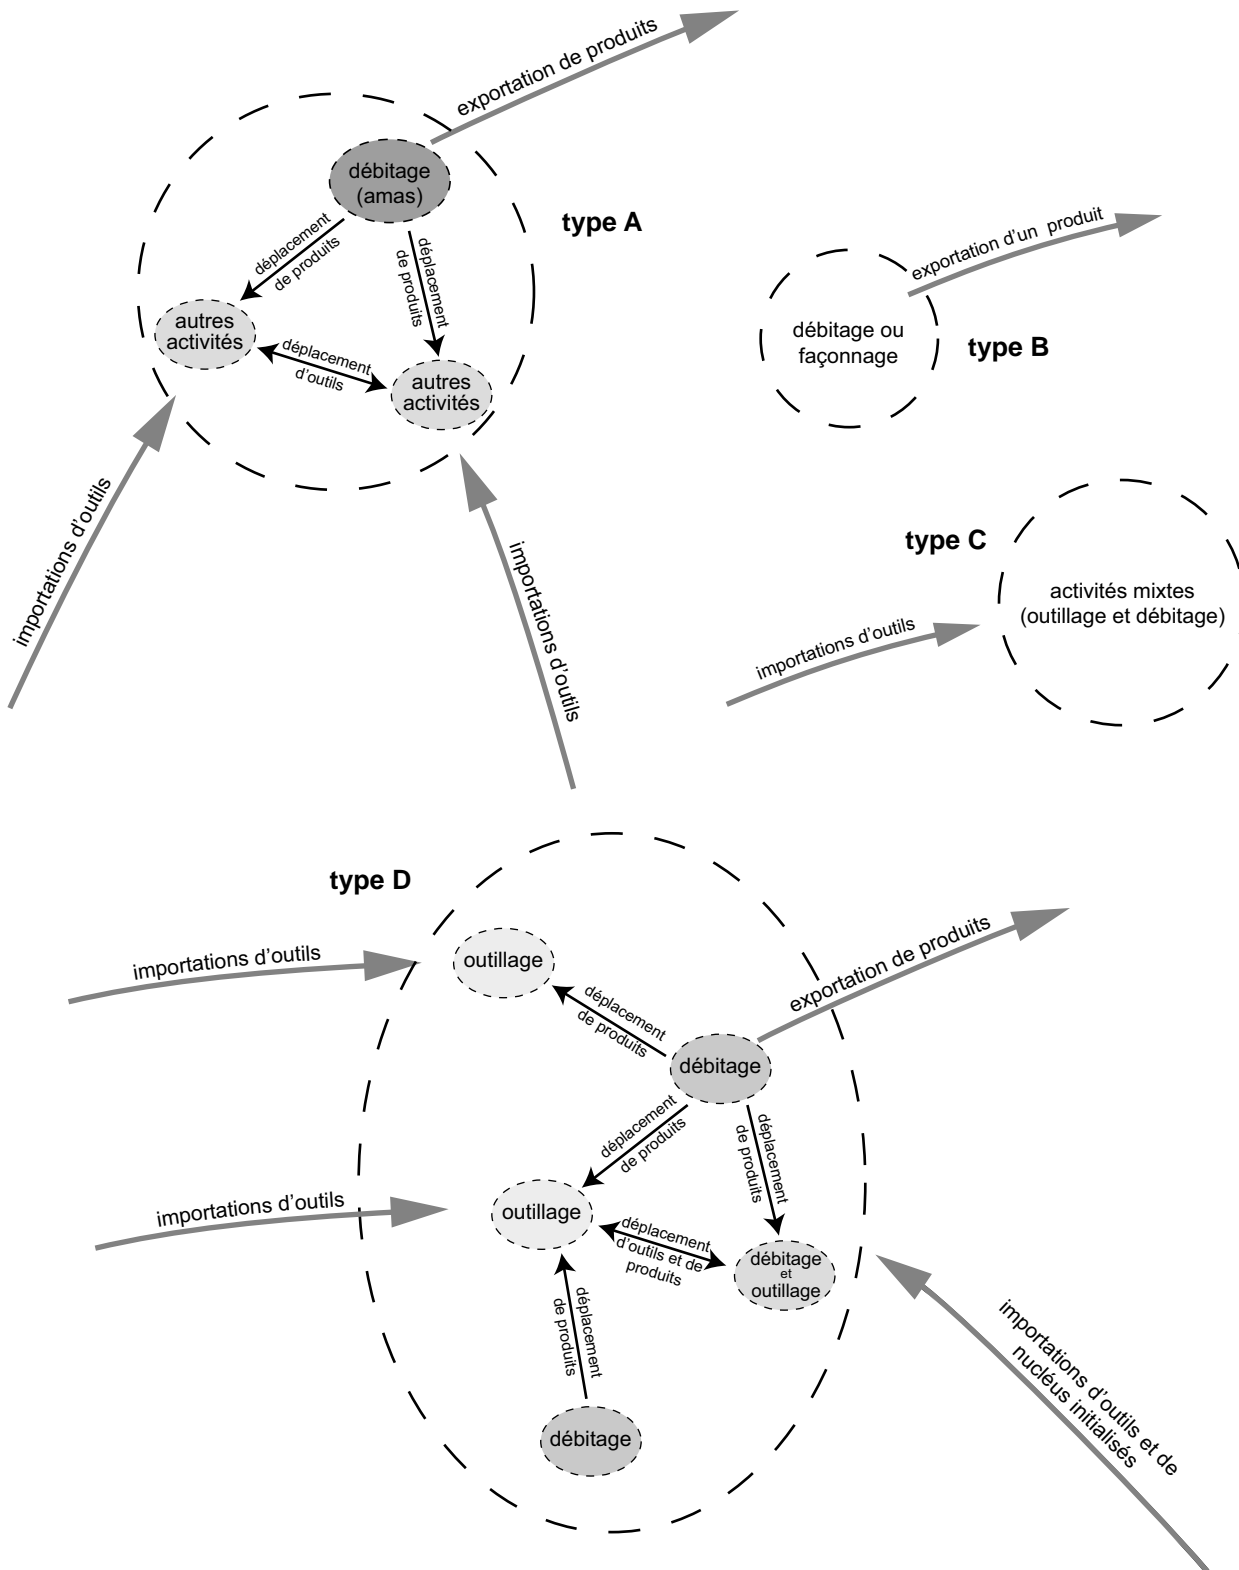 exportation de produits
débitage
(amas)
type A
déplacement
de produits
déplacement
de produits
autres
activités
déplacement
d’outils
autres
activités
importations d’outils
importations d’outils
exportation d’un produit
débitage ou
façonnage
type B
type C
activités mixtes
(outillage et débitage)
importations d’outils
type D
importations d’outils
outillage
exportation de produits
déplacement
de produits
débitage
déplacement
de produits
déplacement
de produits
importations d’outils
outillage
déplacement
d’outils et de
produits
débitage
et
outillage
déplacement
de produits
débitage
importations d’outils et de
nucléus initialisés